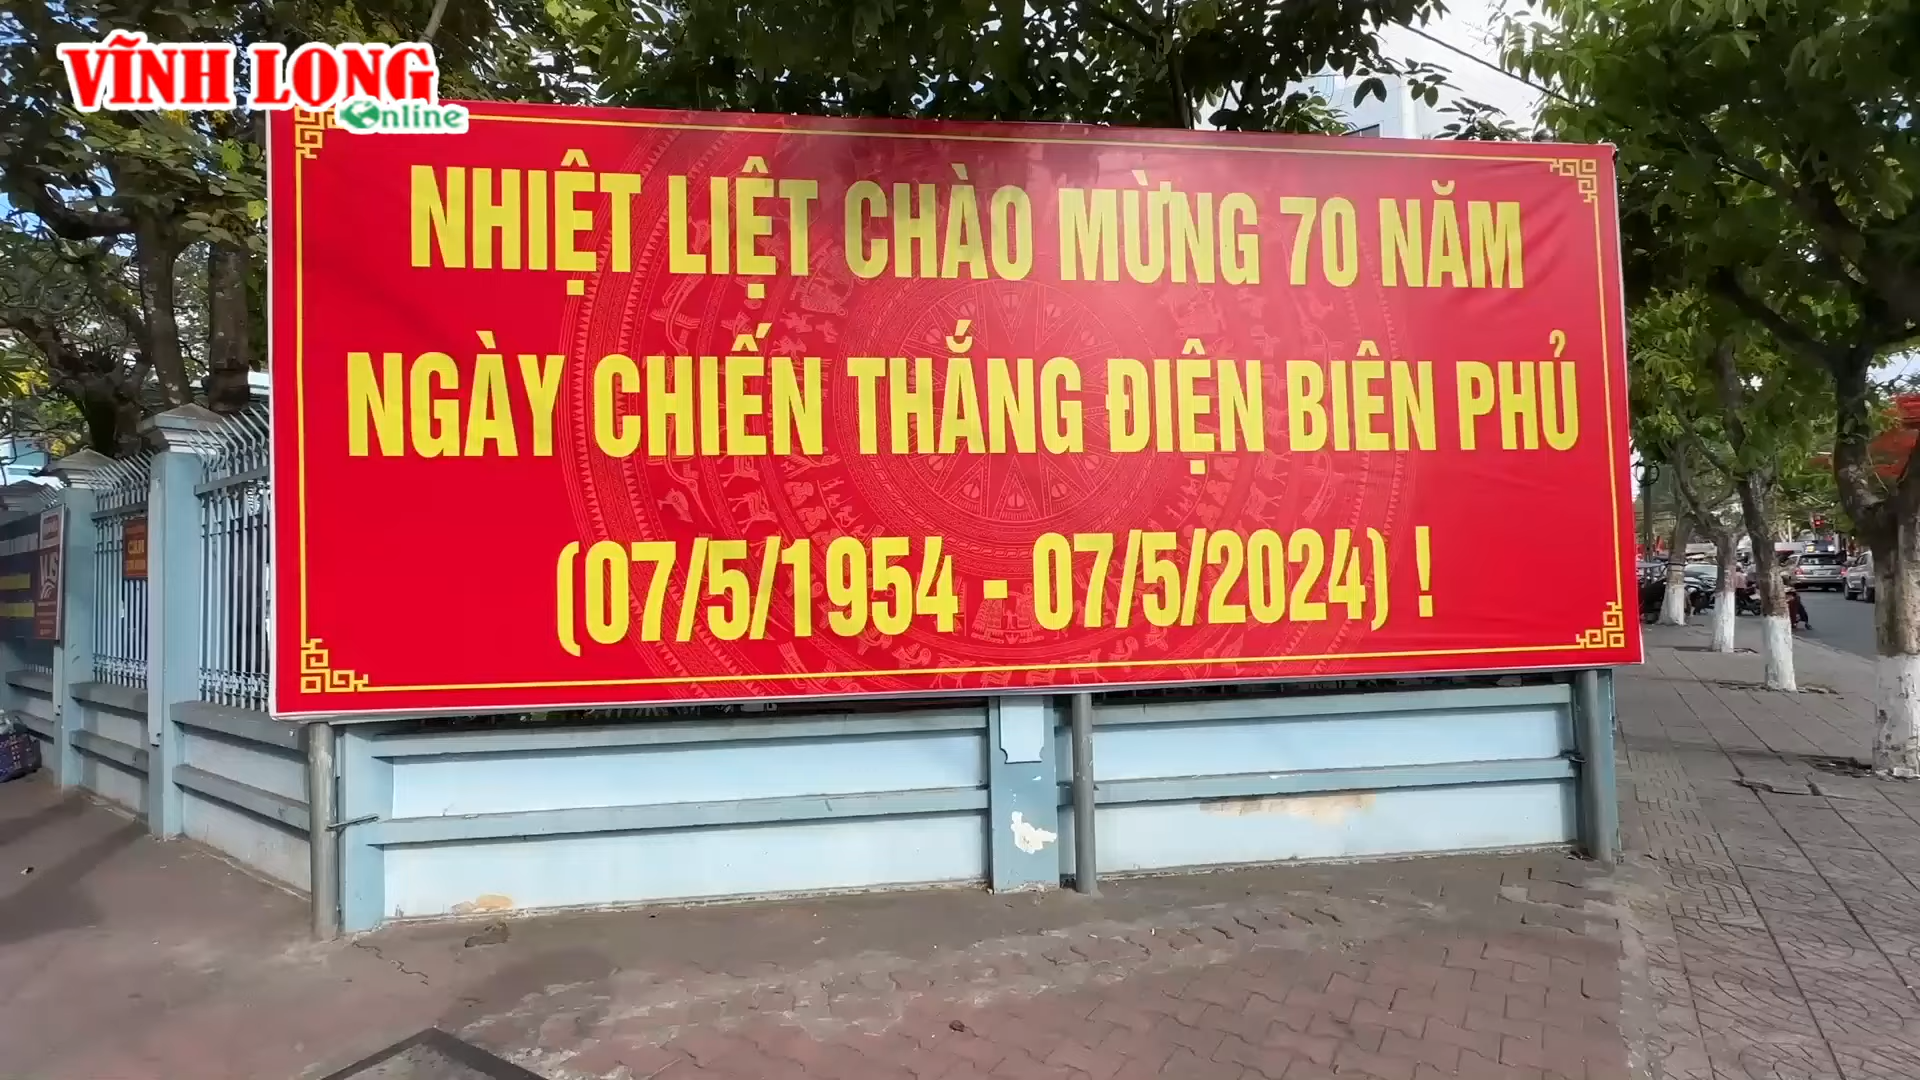 VĨNH LONG
Online
NHIỆT LIỆT CHÀO MỪNG 70 NĂM
NGÀY CHIẾN THẮNG ĐIỆN BIÊN PHỦ
(07/5/1954 - 07/5/2024) !